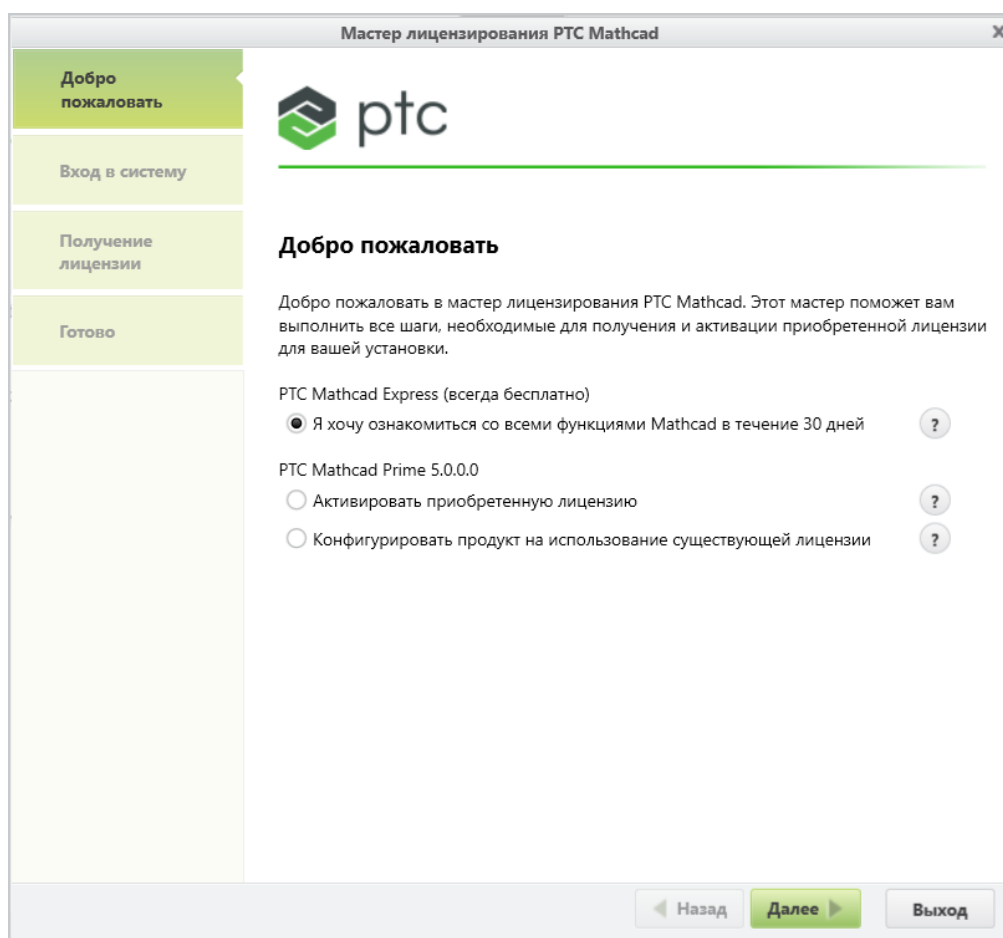 Мастер лицензирования PTC Mathcad
X
Добро
пожаловать
Вход в систему
Получение
лицензии
Готово
ptc
Добро пожаловать
Добро пожаловать в мастер лицензирования PTC Mathcad. Этот мастер поможет вам
выполнить все шаги, необходимые для получения и активации приобретенной лицензии
для вашей установки.
PTC Mathcad Express (всегда бесплатно)
Я хочу ознакомиться со всеми функциями Mathcad в течение 30 дней ?
PTC Mathcad Prime 5.0.0.0
Активировать приобретенную лицензию ?
Конфигурировать продукт на использование существующей лицензии ?
Назад Далее Выход